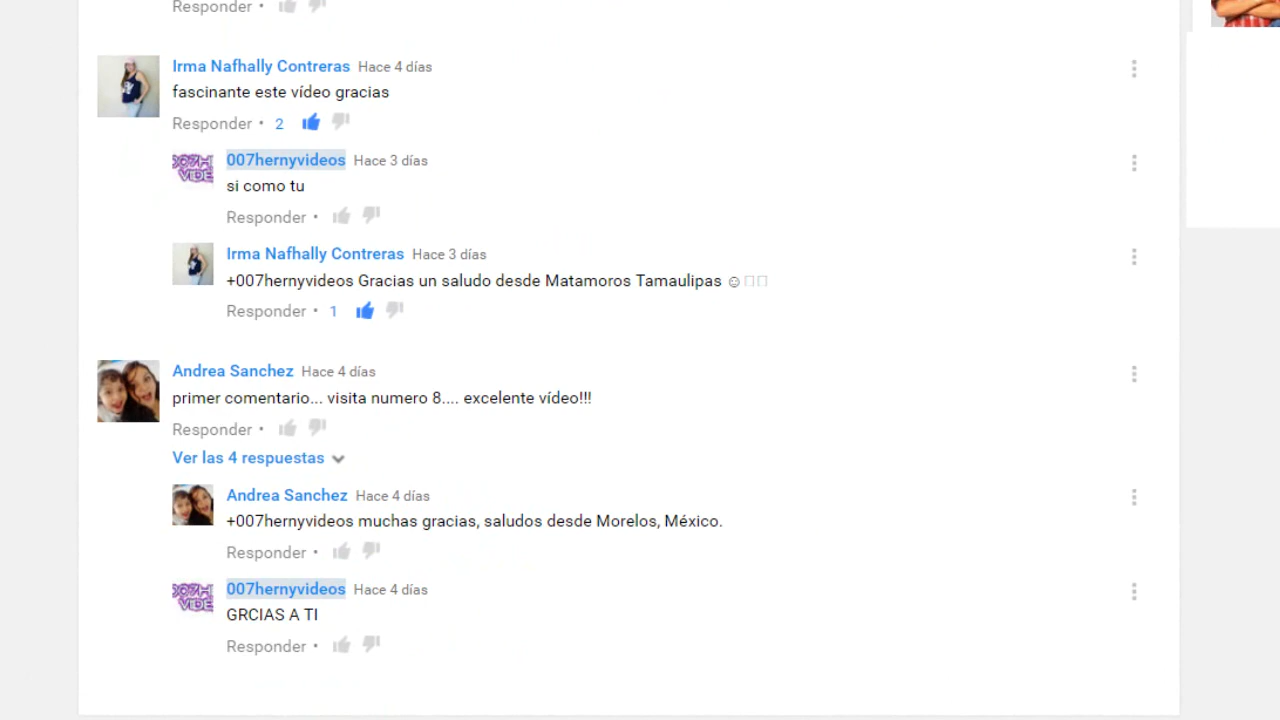 Responder •
Irma Nafhally Contreras Hace 4 días
fascinante este vídeo gracias
Responder • 2
007hernyvideos Hace 3 días
si como tu
Responder •
Irma Nafhally Contreras Hace 3 días
+007hernyvideos Gracias un saludo desde Matamoros Tamaulipas ☺
Responder • 1
Andrea Sanchez Hace 4 días
primer comentario... visita numero 8.... excelente vídeo!!!
Responder •
Ver las 4 respuestas
Andrea Sanchez Hace 4 días
+007hernyvideos muchas gracias, saludos desde Morelos, México.
Responder •
007hernyvideos Hace 4 días
GRCIAS A TI
Responder •